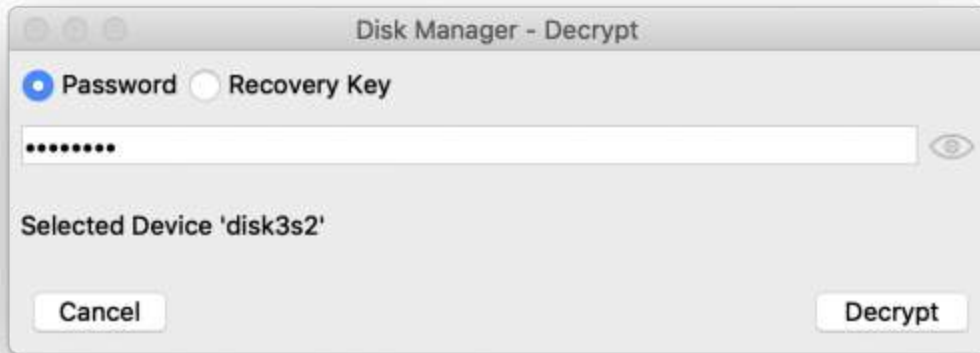 Disk Manager - Decrypt
Password Recovery Key
••••••••
Selected Device 'disk3s2'
Cancel Decrypt